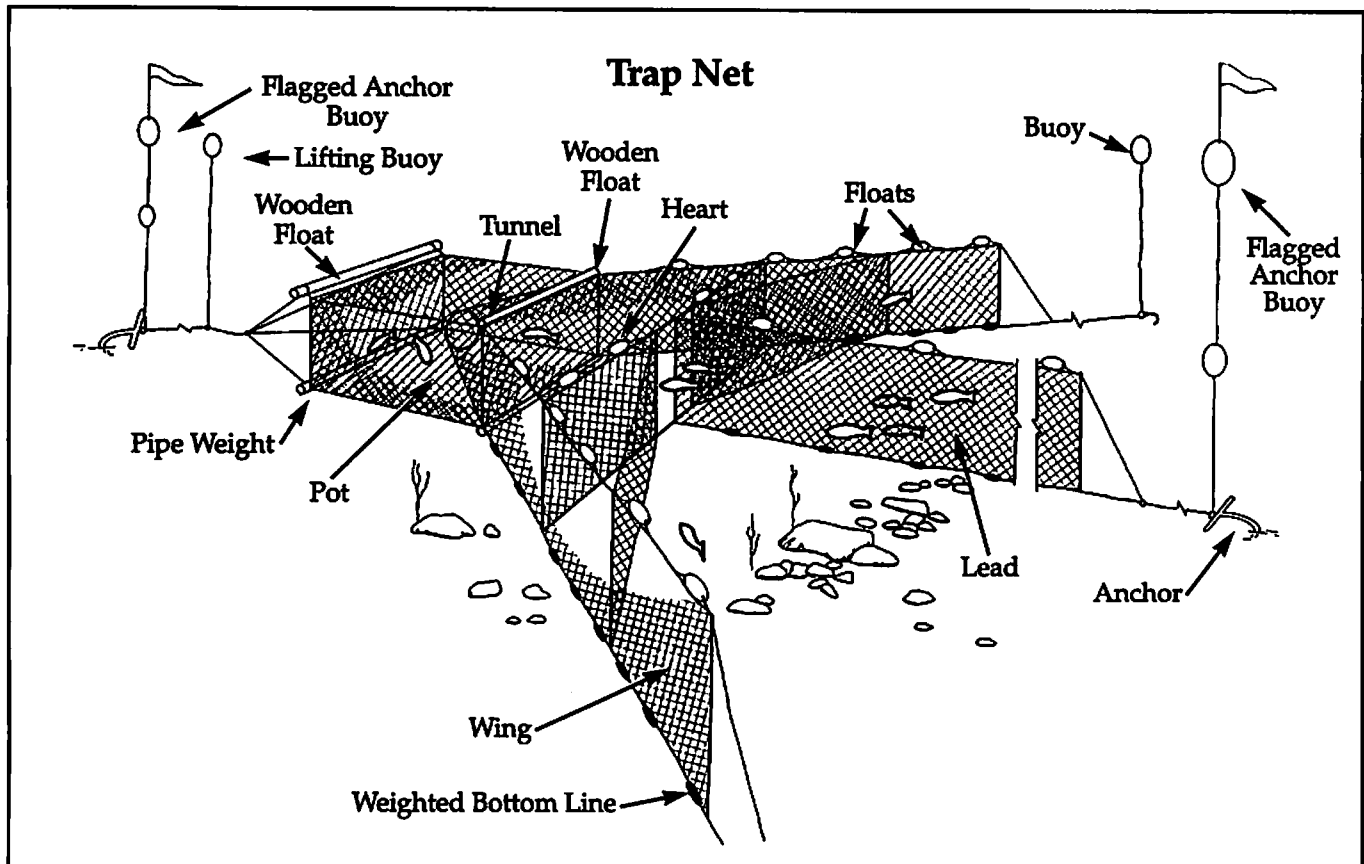 Trap Net
Flagged Anchor
Buoy
Lifting Buoy
Wooden
Float
Tunnel
Wooden
Float
Heart
Floats
Buoy
Flagged
Anchor
Buoy
Pipe Weight
Pot
Lead
Anchor
Wing
Weighted Bottom Line